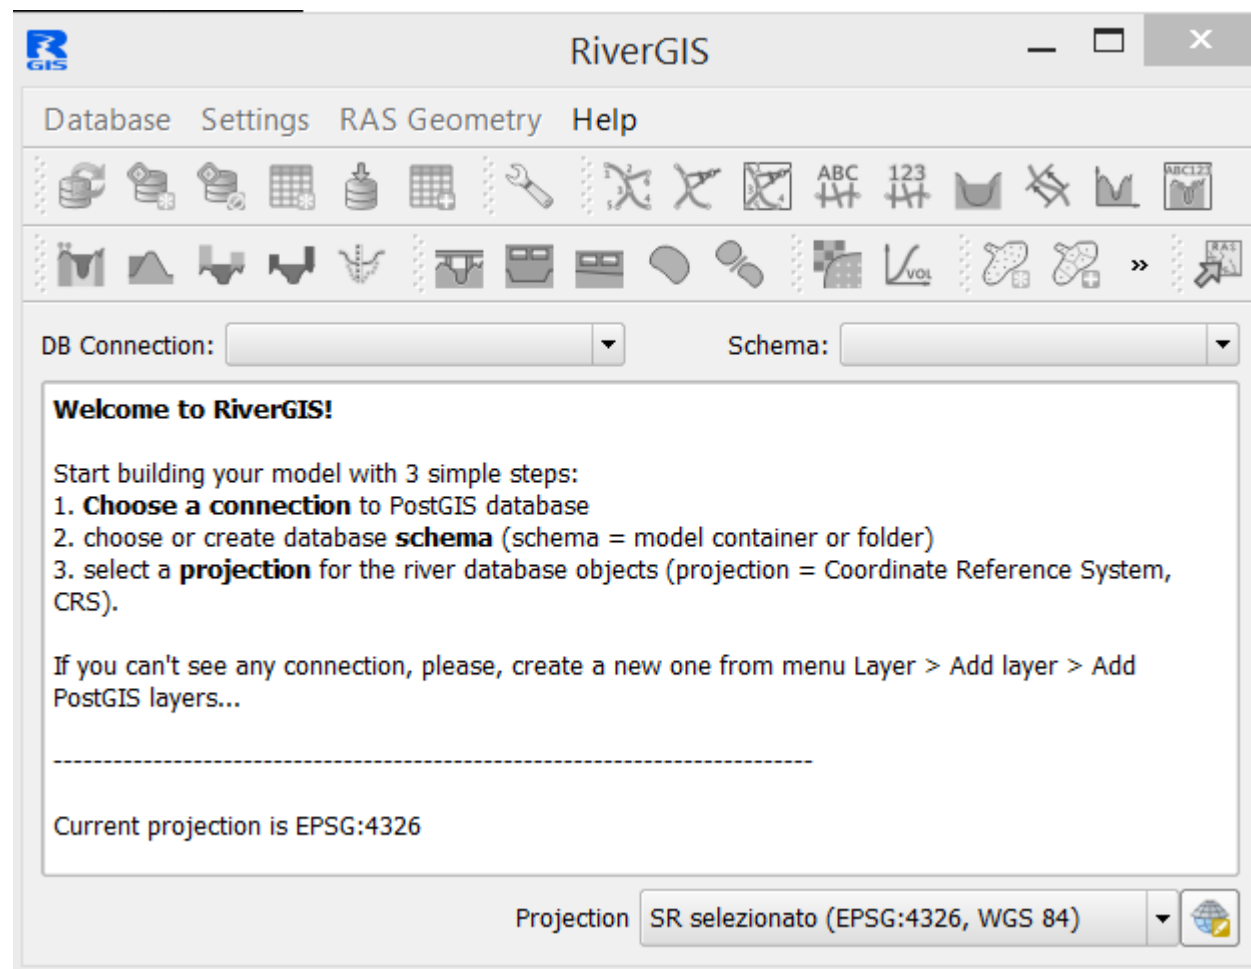 GIS
RiverGIS
Database Settings RAS Geometry Help
ABC 123 ABC123
VOL » RAS
DB Connection: Schema:
Welcome to RiverGIS!
Start building your model with 3 simple steps:
1. Choose a connection to PostGIS database
2. choose or create database schema (schema = model container or folder)
3. select a projection for the river database objects (projection = Coordinate Reference System,
CRS).
If you can't see any connection, please, create a new one from menu Layer > Add layer > Add
PostGIS layers...
----------------------------------------------------------------------------
Current projection is EPSG:4326
Projection SR selezionato (EPSG:4326, WGS 84)